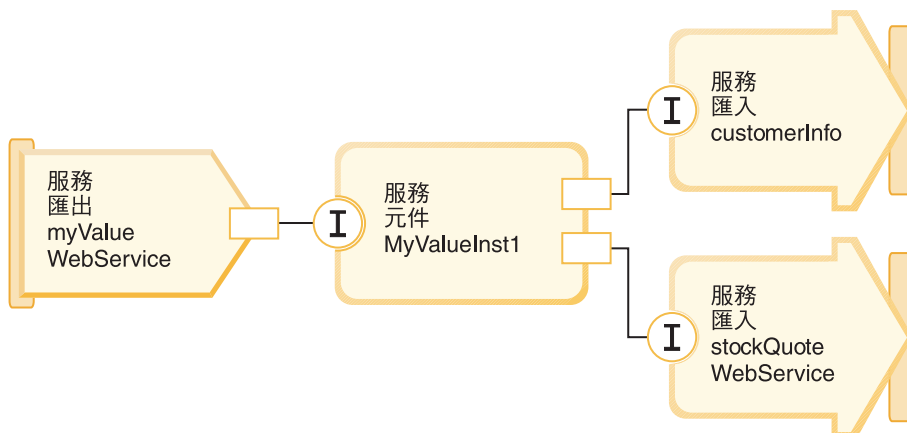 服務
匯出
myValue
WebService
I
服務
元件
MyValueInst1
I
服務
匯入
customerInfo
I
服務
匯入
stockQuote
WebService